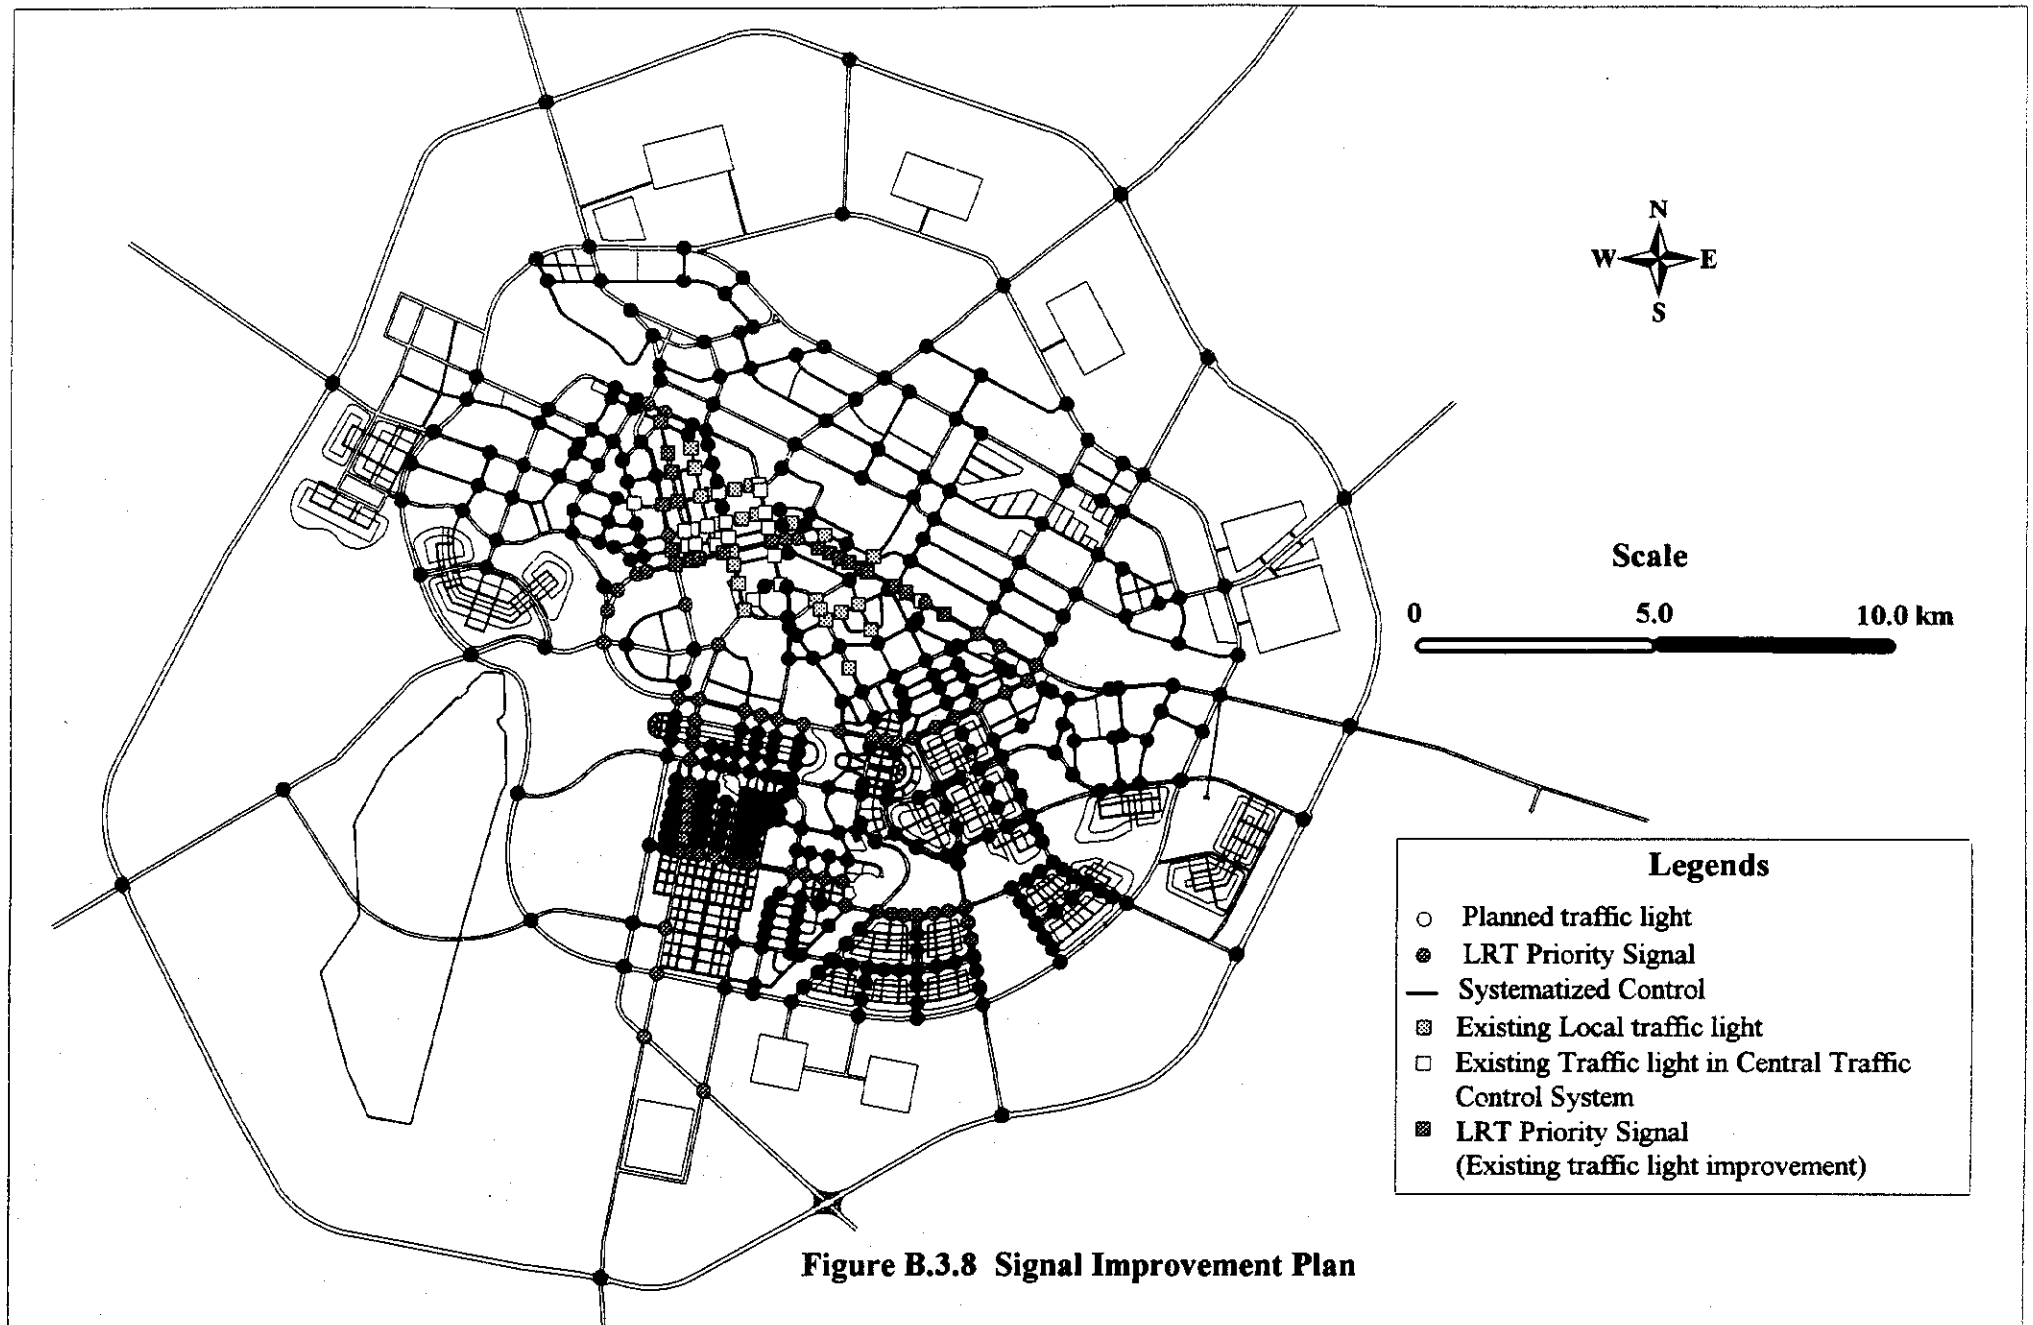 N
W E
S
Scale
0 5.0 10.0 km
Legends
Planned traffic light
LRT Priority Signal
Systematized Control
Existing Local traffic light
Existing Traffic light in Central Traffic
Control System
LRT Priority Signal
(Existing traffic light improvement)
Figure B.3.8 Signal Improvement Plan